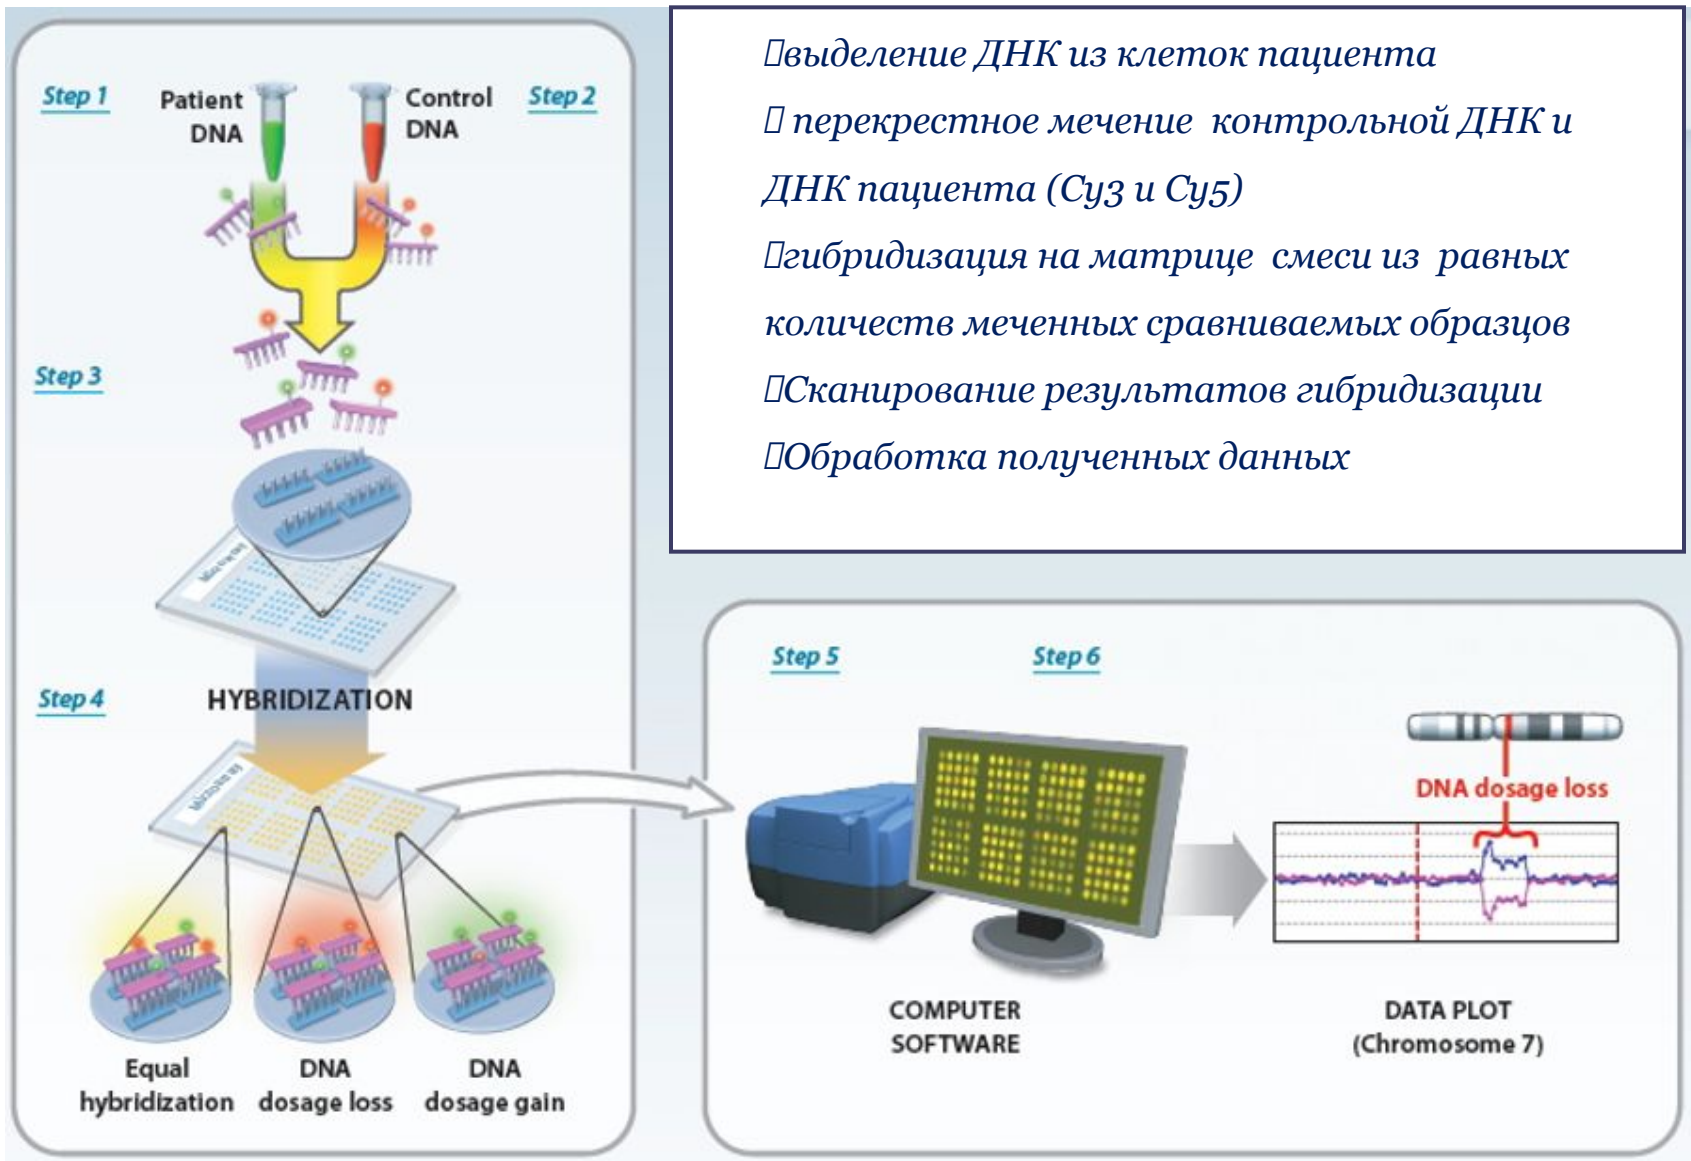 Step 1
Patient
DNA
Control
DNA
Step 2
Step 3
Microarray
Step 4
HYBRIDIZATION
Microarray
Equal
hybridization
DNA
dosage loss
DNA
dosage gain
выделение ДНК из клеток пациента
перекрестное мечение контрольной ДНК и
ДНК пациента (Cy3 и Cy5)
гибридизация на матрице смеси из равных
количеств меченных сравниваемых образцов
Сканирование результатов гибридизации
Обработка полученных данных
Step 5
Step 6
DNA dosage loss
COMPUTER
SOFTWARE
DATA PLOT
(Chromosome 7)